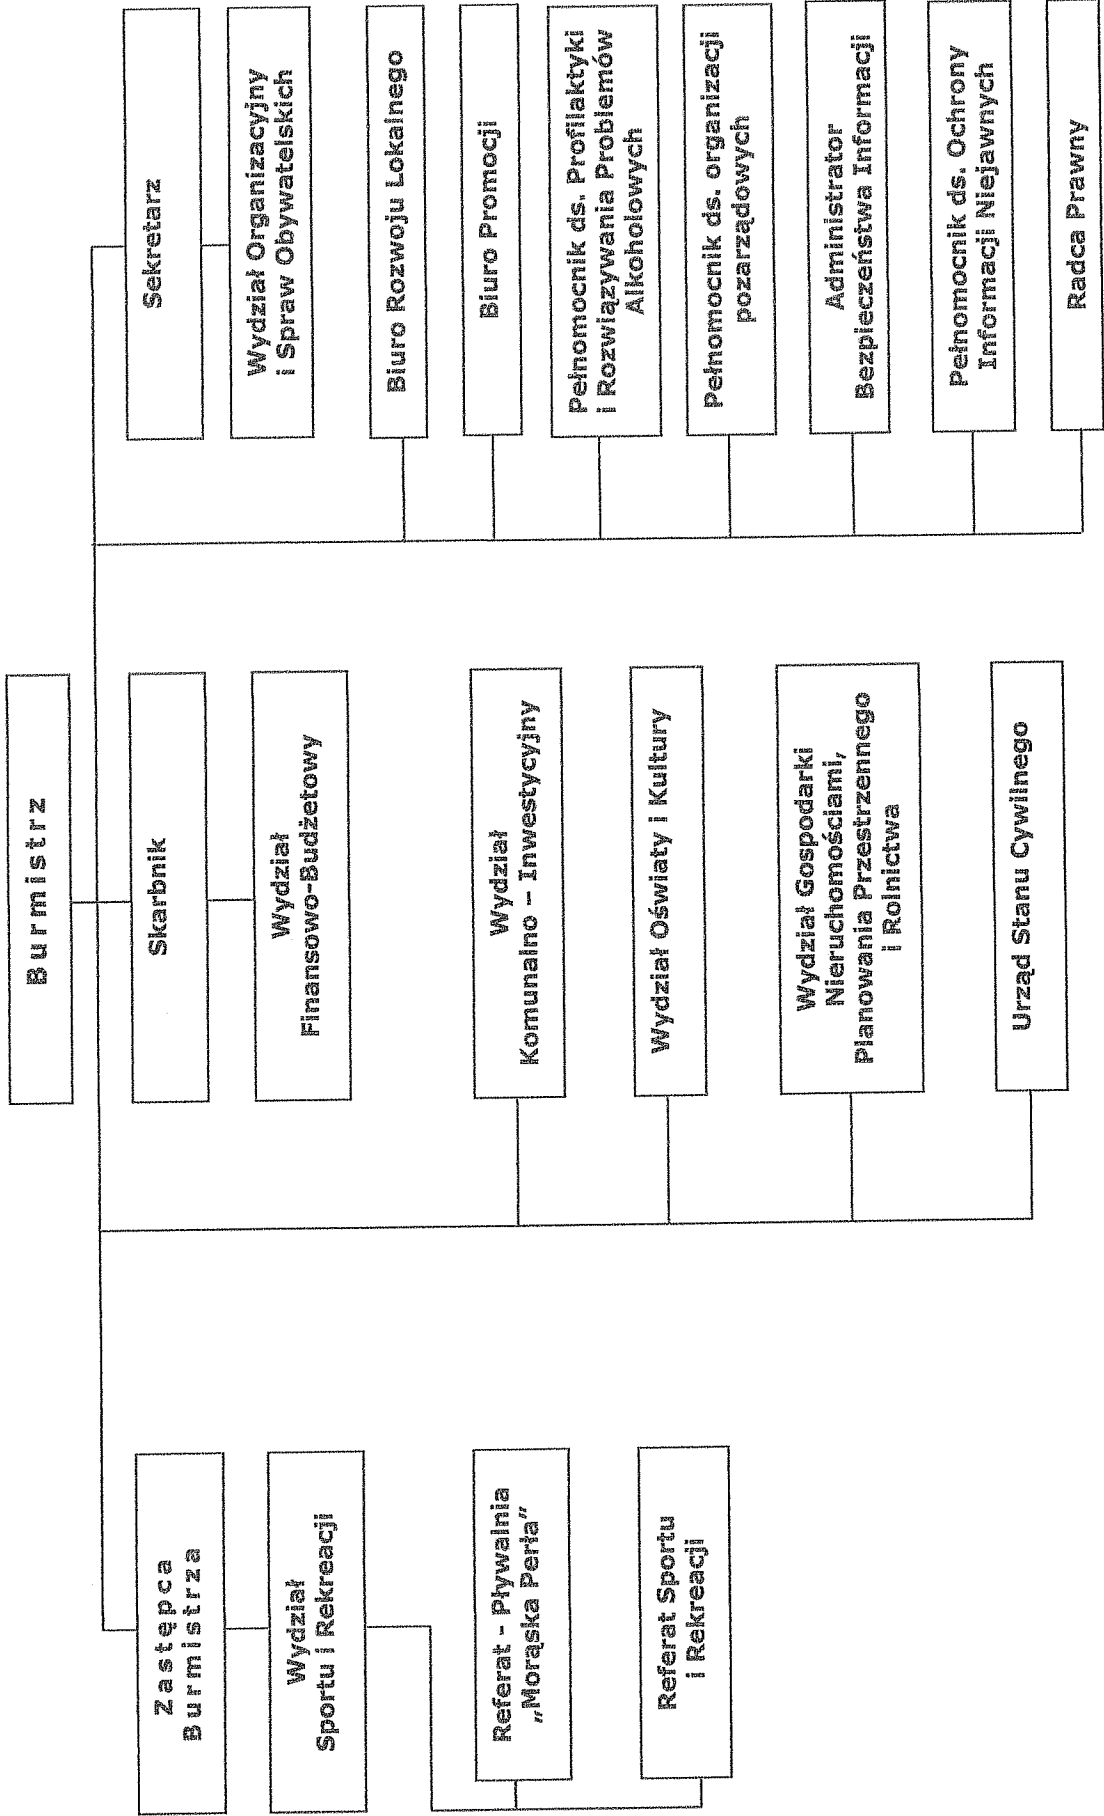 Burmistrz
Zastępca
Burmistrza
Wydział
Sportu i Rekreacji
Referat - Pływalnia
„Morąska Perła”
Referat Sportu
i Rekreacji
Skarbnik
Wydział
Finansowo-Budżetowy
Wydział
Komunalno – Inwestycyjny
Wydział Oświaty i Kultury
Wydział Gospodarki
Nieruchomościami,
Planowania Przestrzennego
i Rolnictwa
Urząd Stanu Cywilnego
Sekretarz
Wydział Organizacyjny
i Spraw Obywatelskich
Biuro Rozwoju Lokalnego
Biuro Promocji
Pełnomocnik ds. Profilaktyki
i Rozwiązywania Problemów
Alkoholowych
Pełnomocnik ds. organizacji
pozarządowych
Administrator
Bezpieczeństwa Informacji
Pełnomocnik ds. Ochrony
Informacji Niejawnych
Radca Prawny